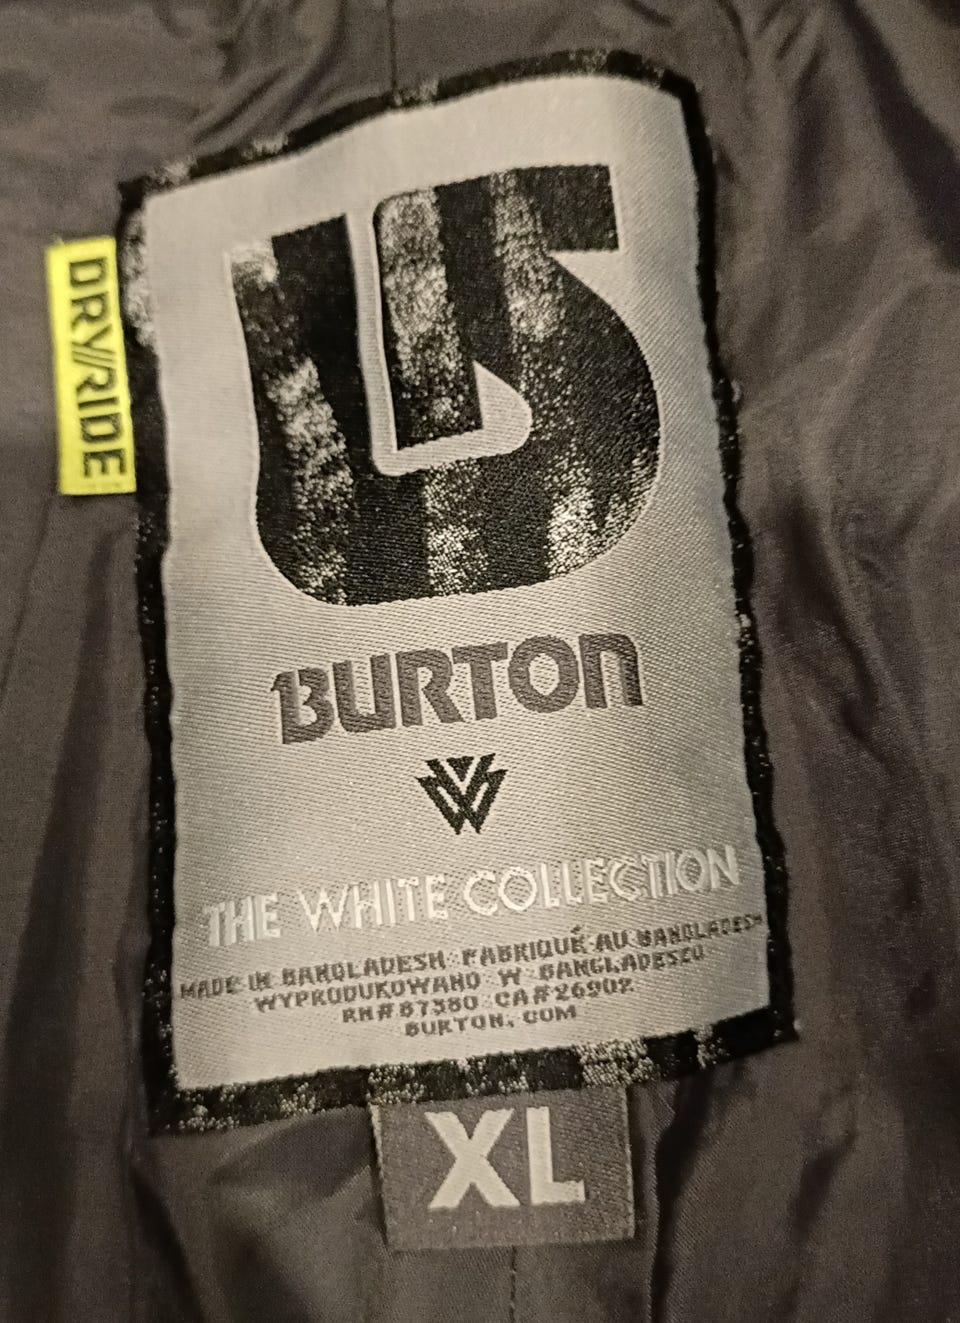 DRY//RIDE
BURTON
THE WHITE COLLECTION
MADE IN BANGLADESH FABRIQUÉ AU BANGLADESH
WYPRODUKOWANO W BANGLADESZU
RN# 87380 CA# 26902
BURTON.COM
XL